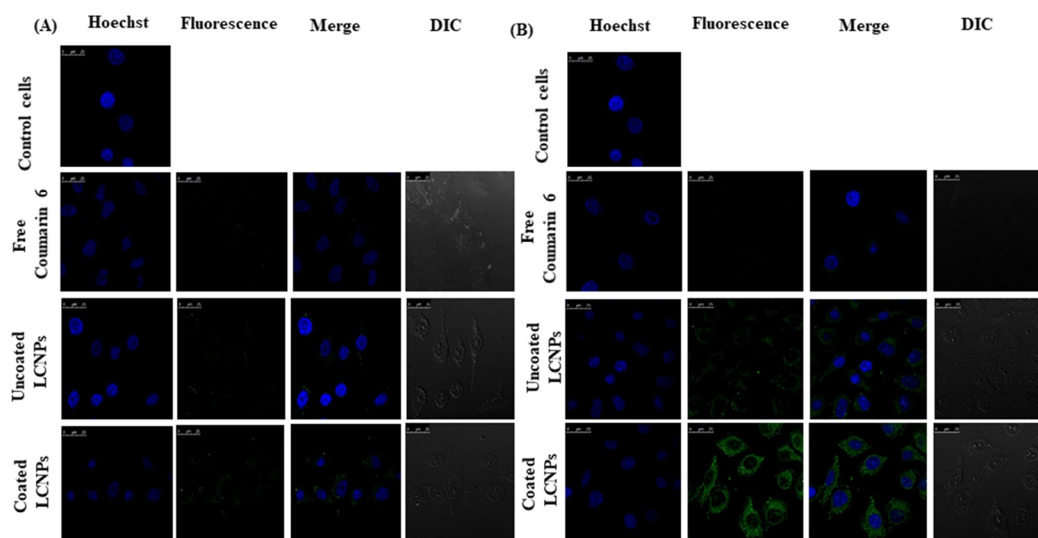 (A) Hoechst Fluorescence Merge DIC
(B) Hoechst Fluorescence Merge DIC
Control cells
Control cells
Free
Coumarin 6
Free
Coumarin 6
Uncoated
LCNPs
Uncoated
LCNPs
Coated
LCNPs
Coated
LCNPs